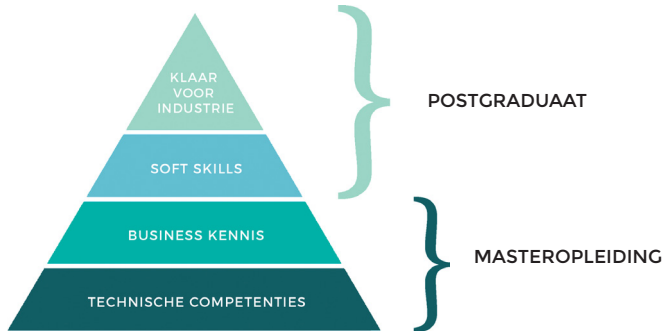 KLAAR
VOOR
INDUSTRIE
POSTGRADUAAT
SOFT SKILLS
BUSINESS KENNIS
MASTEROPLEIDING
TECHNISCHE COMPETENTIES